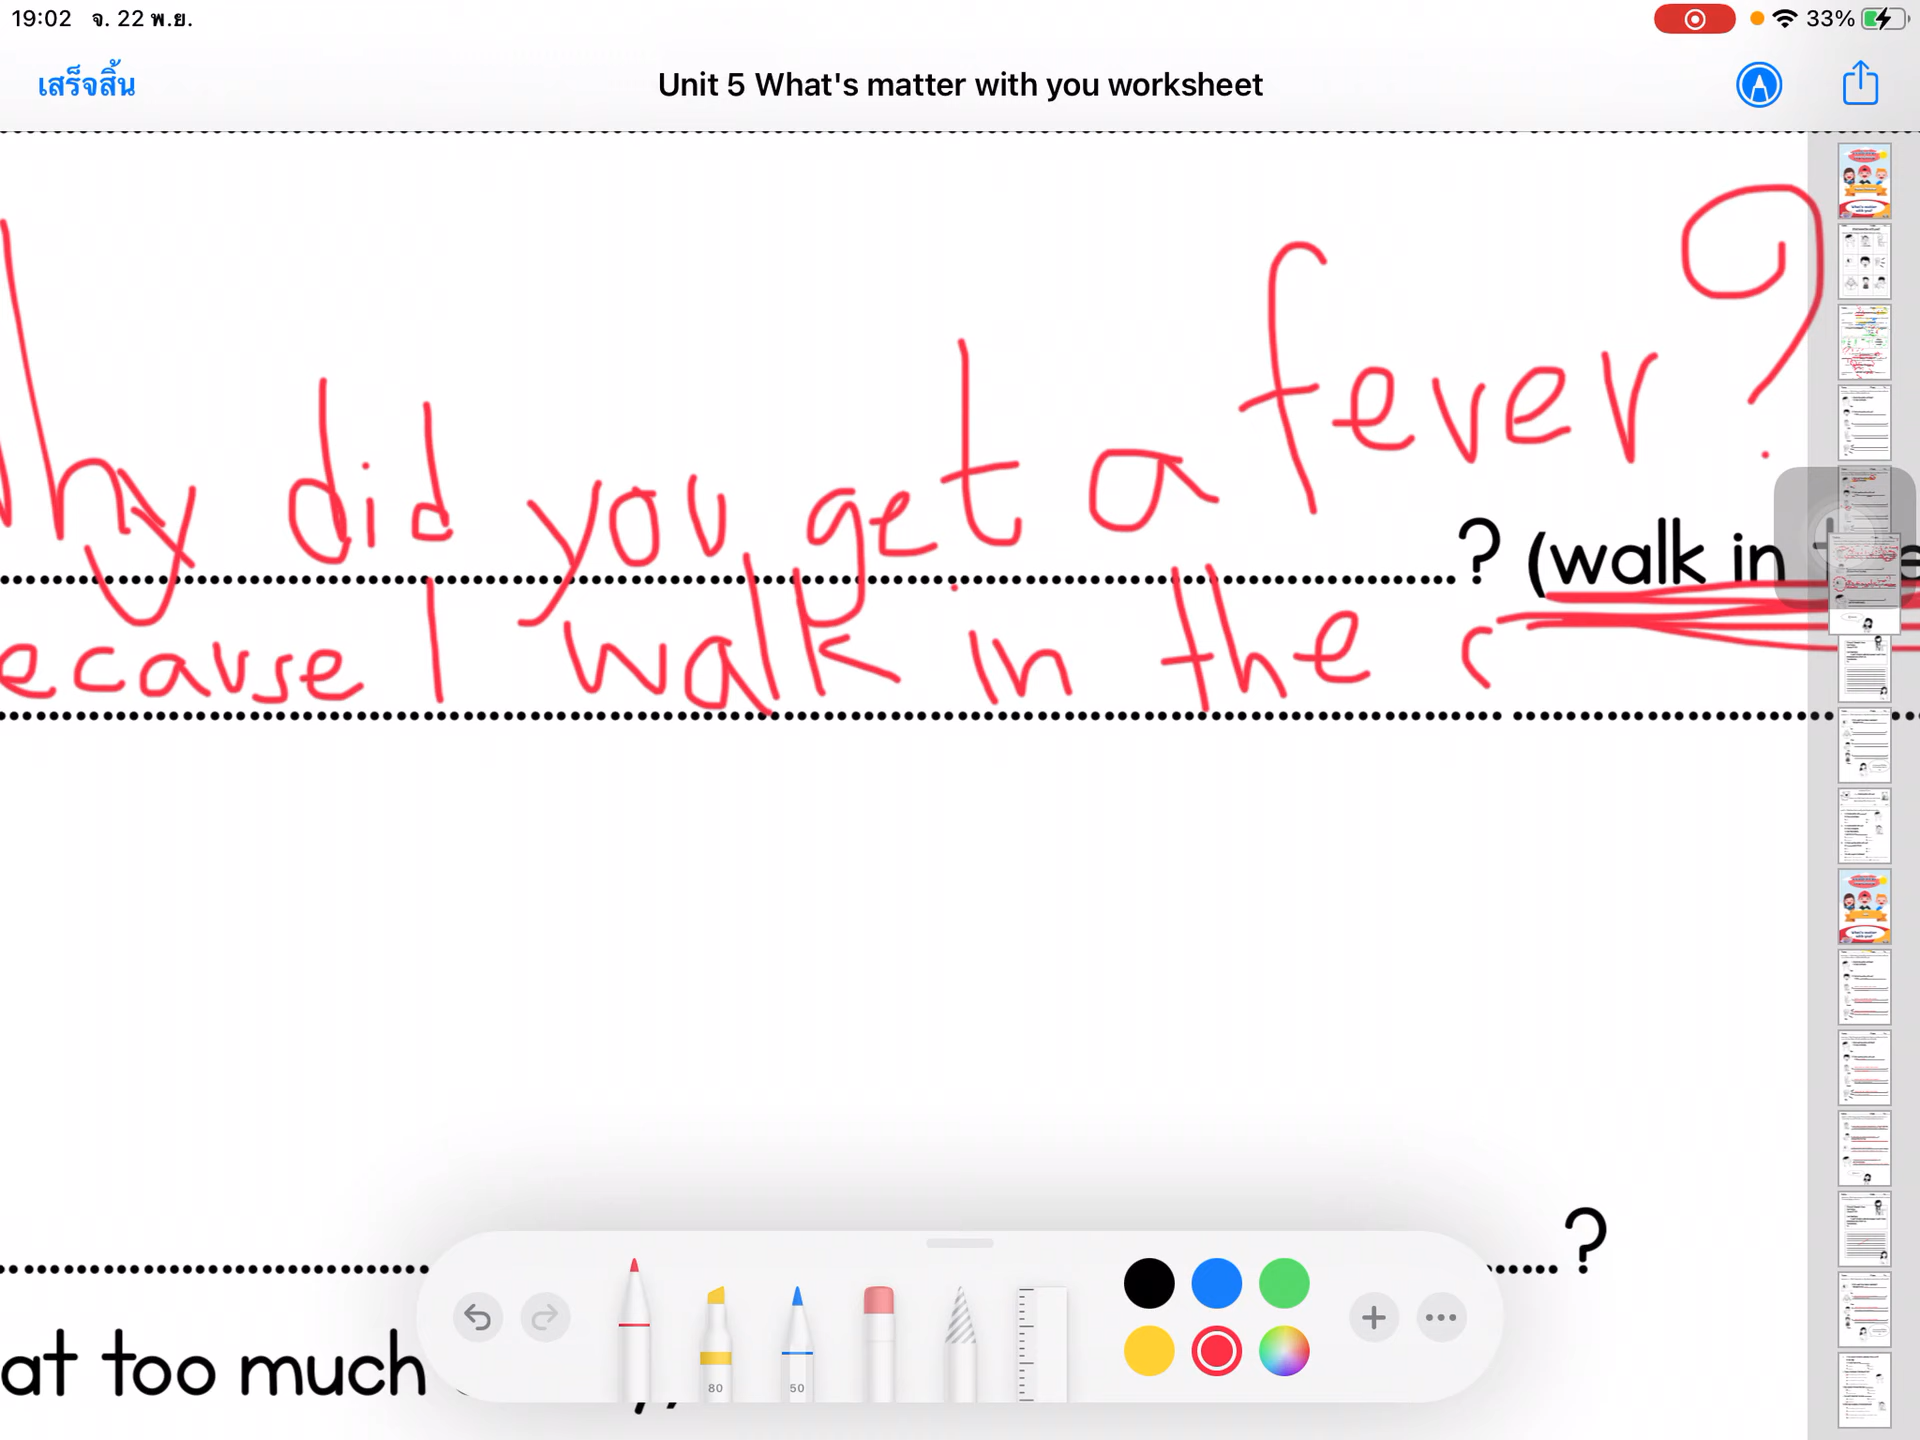 19:02 จ. 22 พ.ย. 33%
เสร็จสิ้น Unit 5 What's matter with you worksheet
hy did you get a fever?
? (walk in
ecause I walk in the
?
at too much
80 50